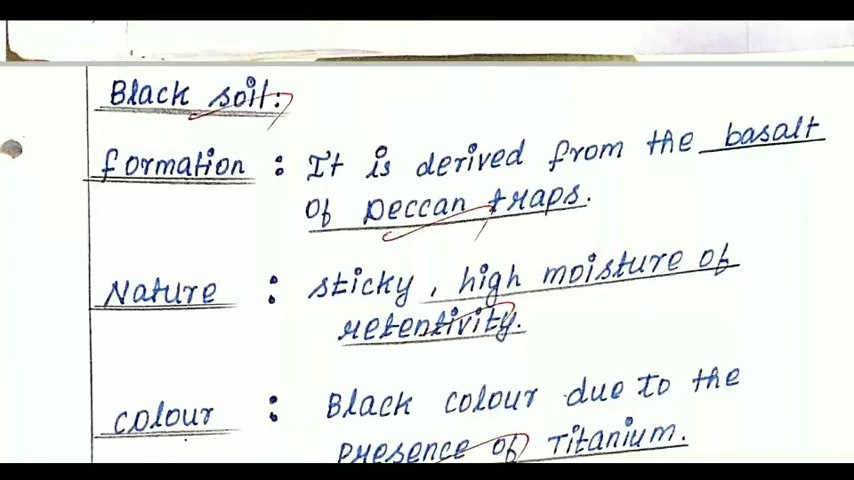 Black soil:
formation : It is derived from the basalt
of Deccan traps.
Nature : sticky, high moisture of
retentivity.
colour : Black colour due to the
presence of Titanium.